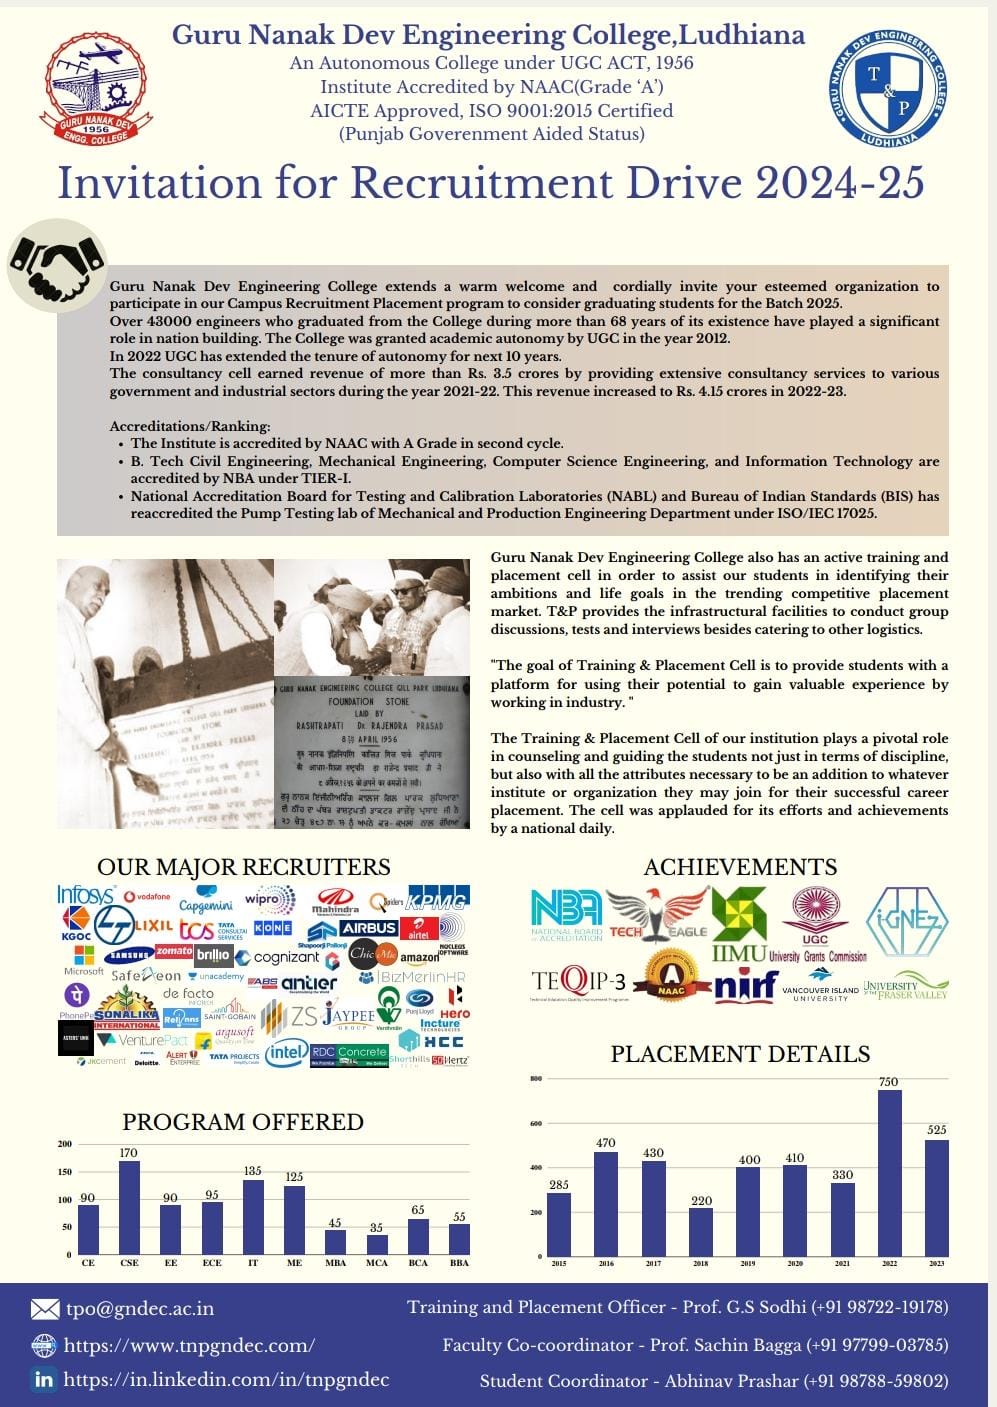 Guru Nanak Dev Engineering College,Ludhiana
An Autonomous College under UGC ACT, 1956
Institute Accredited by NAAC(Grade ‘A’)
AICTE Approved, ISO 9001:2015 Certified
(Punjab Goverenment Aided Status)
GURU NANAK DEV
1956
ENGG. COLLEGE
GURU NANAK DEV ENGINEERING COLLEGE
T & P
LUDHIANA
Invitation for Recruitment Drive 2024-25
Guru Nanak Dev Engineering College extends a warm welcome and cordially invite your esteemed organization to
participate in our Campus Recruitment Placement program to consider graduating students for the Batch 2025.
Over 43000 engineers who graduated from the College during more than 68 years of its existence have played a significant
role in nation building. The College was granted academic autonomy by UGC in the year 2012.
In 2022 UGC has extended the tenure of autonomy for next 10 years.
The consultancy cell earned revenue of more than Rs. 3.5 crores by providing extensive consultancy services to various
government and industrial sectors during the year 2021-22. This revenue increased to Rs. 4.15 crores in 2022-23.
Accreditations/Ranking:
• The Institute is accredited by NAAC with A Grade in second cycle.
• B. Tech Civil Engineering, Mechanical Engineering, Computer Science Engineering, and Information Technology are
accredited by NBA under TIER-I.
• National Accreditation Board for Testing and Calibration Laboratories (NABL) and Bureau of Indian Standards (BIS) has
reaccredited the Pump Testing lab of Mechanical and Production Engineering Department under ISO/IEC 17025.
GURU NANAK ENGINEERING COLLEGE GILL PARK LUDHIANA
FOUNDATION STONE
LAID BY
RASHTRAPATI Dr. RAJENDRA PRASAD
8TH APRIL 1956
Guru Nanak Dev Engineering College also has an active training and
placement cell in order to assist our students in identifying their
ambitions and life goals in the trending competitive placement
market. T&P provides the infrastructural facilities to conduct group
discussions, tests and interviews besides catering to other logistics.
"The goal of Training & Placement Cell is to provide students with a
platform for using their potential to gain valuable experience by
working in industry. "
The Training & Placement Cell of our institution plays a pivotal role
in counseling and guiding the students not just in terms of discipline,
but also with all the attributes necessary to be an addition to whatever
institute or organization they may join for their successful career
placement. The cell was applauded for its efforts and achievements
by a national daily.
OUR MAJOR RECRUITERS
Infosys vodafone Capgemini wipro Mahindra KPMG
KGOC LT LIXIL tcs TATA CONSULTANCY SERVICES KONE Shapoorji Pallonji AIRBUS airtel NUCLEUS SOFTWARE
Microsoft SAMSUNG zomato brillio cognizant Chic Me amazon
SafeAeon unacademy ABS antier BizMerlinHR
PhonePe SONALIKA INTERNATIONAL de facto INFOTECH Relinns SAINT-GOBAIN ZS JAYPEE GROUP Vardhman Punj Lloyd Hero
Incture TECHNOLOGIES
VenturePact argusoft HCC
JKCement Deloitte. ALERT ENTERPRISE TATA PROJECTS intel RDC Concrete Shorthills TECH Hertz
ACHIEVEMENTS
NBA NATIONAL BOARD of ACCREDITATION TECH EAGLE IIMU UGC University Grants Commission i-GNEz
TEQIP-3 Technical Education Quality Improvement Programme NAAC nirf VANCOUVER ISLAND UNIVERSITY UNIVERSITY OF THE FRASER VALLEY
PROGRAM OFFERED
200
150
100
50
0
90 170 90 95 135 125 45 35 65 55
CE CSE EE ECE IT ME MBA MCA BCA BBA
PLACEMENT DETAILS
800
600
400
200
0
285 470 430 220 400 410 330 750 525
2015 2016 2017 2018 2019 2020 2021 2022 2023
tpo@gndec.ac.in
https://www.tnpgndec.com/
in https://in.linkedin.com/in/tnpgndec
Training and Placement Officer - Prof. G.S Sodhi (+91 98722-19178)
Faculty Co-coordinator - Prof. Sachin Bagga (+91 97799-03785)
Student Coordinator - Abhinav Prashar (+91 98788-59802)